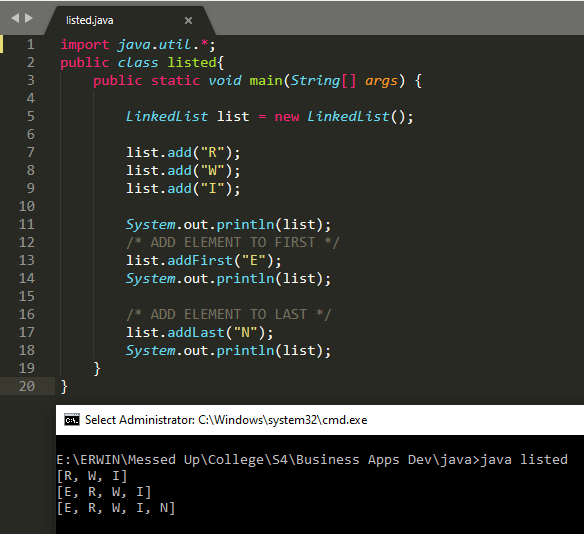 listed.java
1 import java.util.*;
2 public class listed{
3 public static void main(String[] args) {
4
5 LinkedList list = new LinkedList();
6
7 list.add("R");
8 list.add("W");
9 list.add("I");
10
11 System.out.println(list);
12 /* ADD ELEMENT TO FIRST */
13 list.addFirst("E");
14 System.out.println(list);
15
16 /* ADD ELEMENT TO LAST */
17 list.addLast("N");
18 System.out.println(list);
19 }
20 }
Select Administrator: C:\Windows\system32\cmd.exe
E:\ERWIN\Messed Up\College\S4\Business Apps Dev\java>java listed
[R, W, I]
[E, R, W, I]
[E, R, W, I, N]